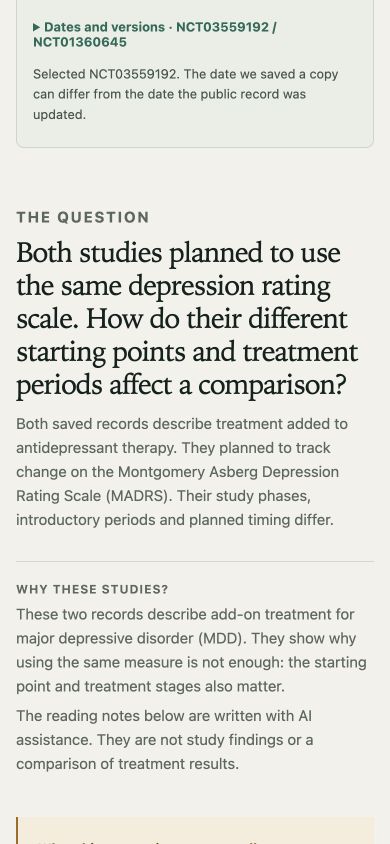 ▶ Dates and versions · NCT03559192 /
NCT01360645
Selected NCT03559192. The date we saved a copy
can differ from the date the public record was
updated.
THE QUESTION
Both studies planned to use
the same depression rating
scale. How do their different
starting points and treatment
periods affect a comparison?
Both saved records describe treatment added to
antidepressant therapy. They planned to track
change on the Montgomery Asberg Depression
Rating Scale (MADRS). Their study phases,
introductory periods and planned timing differ.
WHY THESE STUDIES?
These two records describe add-on treatment for
major depressive disorder (MDD). They show why
using the same measure is not enough: the starting
point and treatment stages also matter.
The reading notes below are written with AI
assistance. They are not study findings or a
comparison of treatment results.